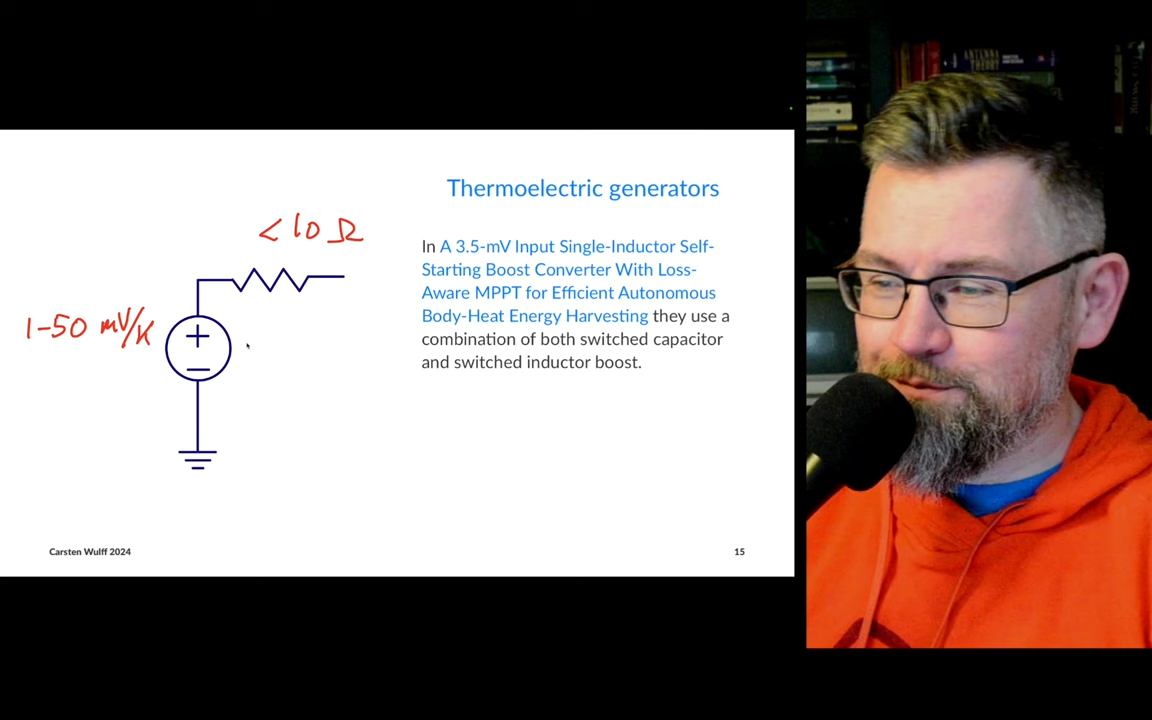 Thermoelectric generators
< 10 Ω
1-50 mV/K
+
−
In A 3.5-mV Input Single-Inductor Self-
Starting Boost Converter With Loss-
Aware MPPT for Efficient Autonomous
Body-Heat Energy Harvesting they use a
combination of both switched capacitor
and switched inductor boost.
Carsten Wulff 2024
15
ANTENNA
THEORY